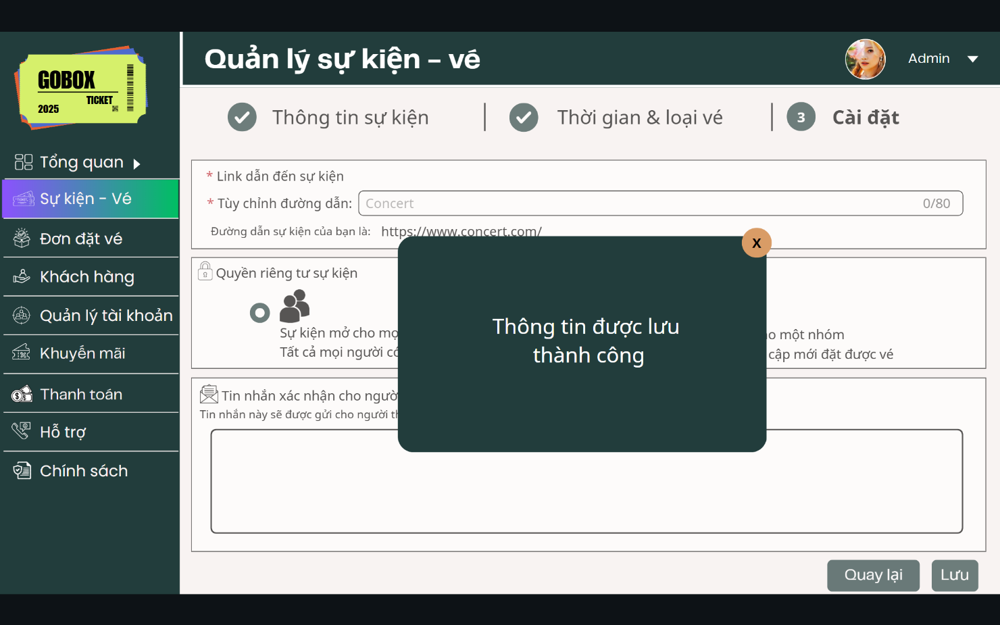 GOBOX
TICKET
2025
Quản lý sự kiện – vé
Admin
Thông tin sự kiện
Thời gian & loại vé
3 Cài đặt
Tổng quan
Sự kiện - Vé
Đơn đặt vé
Khách hàng
Quản lý tài khoản
Khuyến mãi
Thanh toán
Hỗ trợ
Chính sách
* Link dẫn đến sự kiện
* Tùy chỉnh đường dẫn: Concert 0/80
Đường dẫn sự kiện của bạn là: https://www.concert.com/
X
Quyền riêng tư sự kiện
Sự kiện mở cho
một nhóm
Tất cả mọi người
cập mới đặt được vé
Thông tin được lưu
thành công
Tin nhắn xác nhận cho
Tin nhắn này sẽ được gửi cho người
Quay lại
Lưu